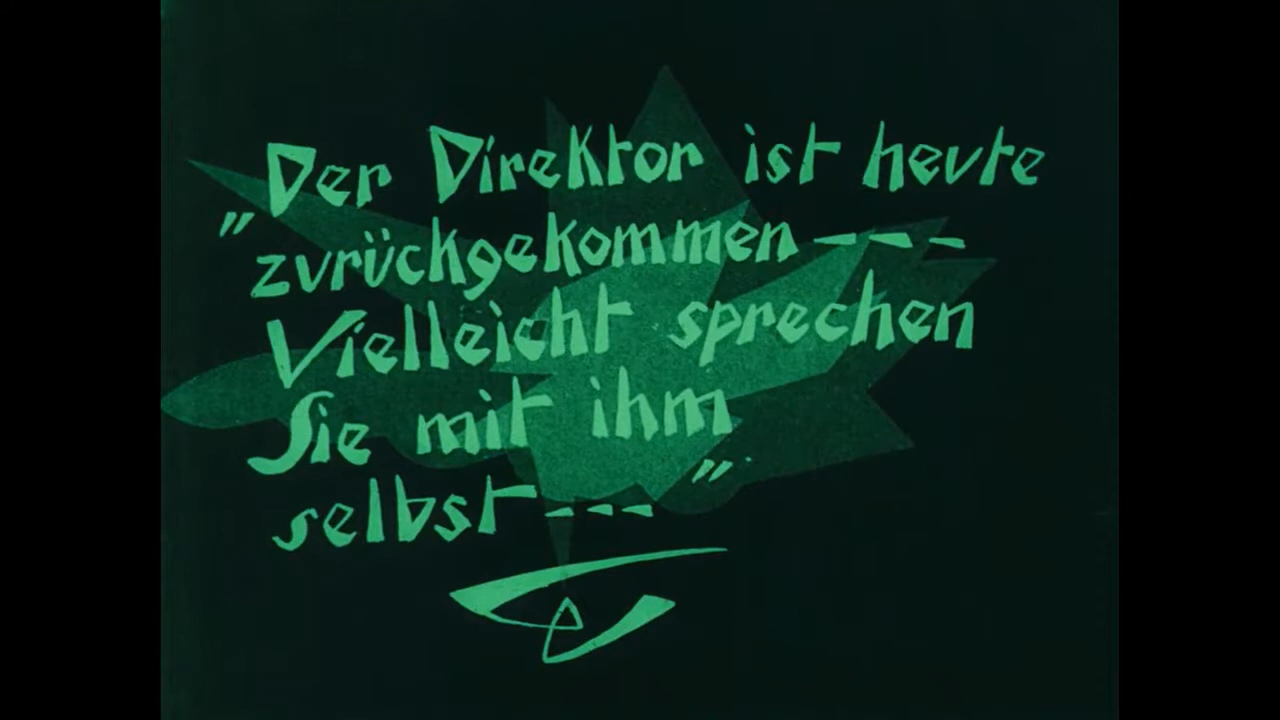 "Der Direktor ist heute
zurückgekommen ---
Vielleicht sprechen
Sie mit ihm
selbst --- "